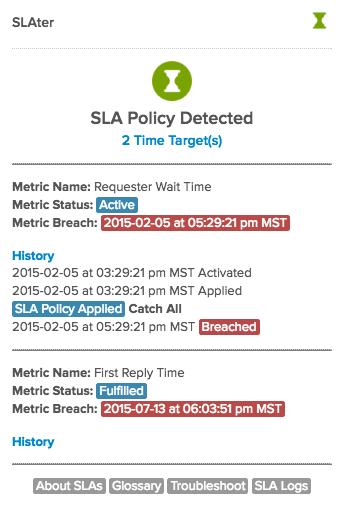 SLAter
SLA Policy Detected
2 Time Target(s)
Metric Name: Requester Wait Time
Metric Status: Active
Metric Breach: 2015-02-05 at 05:29:21 pm MST
History
2015-02-05 at 03:29:21 pm MST Activated
2015-02-05 at 03:29:21 pm MST Applied
SLA Policy Applied Catch All
2015-02-05 at 05:29:21 pm MST Breached
Metric Name: First Reply Time
Metric Status: Fulfilled
Metric Breach: 2015-07-13 at 06:03:51 pm MST
History
About SLAs Glossary Troubleshoot SLA Logs